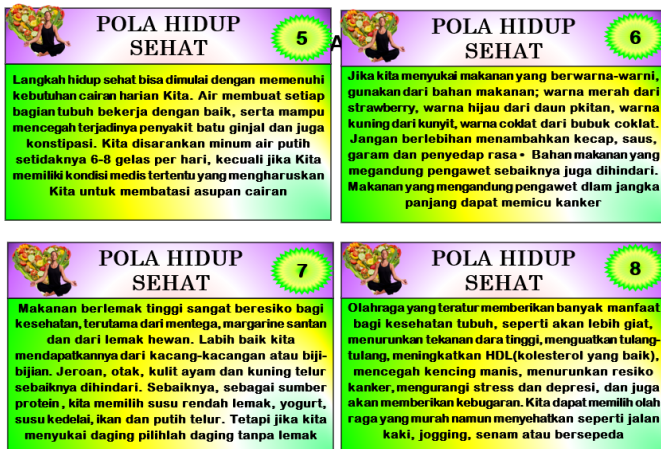 POLA HIDUP
SEHAT
5
Langkah hidup sehat bisa dimulai dengan memenuhi
kebutuhan cairan harian Kita. Air membuat setiap
bagian tubuh bekerja dengan baik, serta mampu
mencegah terjadinya penyakit batu ginjal dan juga
konstipasi. Kita disarankan minum air putih
setidaknya 6-8 gelas per hari, kecuali jika Kita
memiliki kondisi medis tertentu yang mengharuskan
Kita untuk membatasi asupan cairan
A
POLA HIDUP
SEHAT
6
Jika kita menyukai makanan yang berwarna-warni,
gunakan dari bahan makanan; warna merah dari
strawberry, warna hijau dari daun pkitan, warna
kuning dari kunyit, warna coklat dari bubuk coklat.
Jangan berlebihan menambahkan kecap, saus,
garam dan penyedap rasa• Bahan makanan yang
megandung pengawet sebaiknya juga dihindari.
Makanan yang mengandung pengawet dlam jangka
panjang dapat memicu kanker
POLA HIDUP
SEHAT
7
Makanan berlemak tinggi sangat beresiko bagi
kesehatan, terutama dari mentega, margarine santan
dan dari lemak hewan. Labih baik kita
mendapatkannya dari kacang-kacangan atau biji-
bijian. Jeroan, otak, kulit ayam dan kuning telur
sebaiknya dihindari. Sebaiknya, sebagai sumber
protein , kita memilih susu rendah lemak, yogurt,
susu kedelai, ikan dan putih telur. Tetapi jika kita
menyukai daging pilihlah daging tanpa lemak
POLA HIDUP
SEHAT
8
Olahraga yang teratur memberikan banyak manfaat
bagi kesehatan tubuh, seperti akan lebih giat,
menurunkan tekanan dara tinggi, menguatkan tulang-
tulang, meningkatkan HDL(kolesterol yang baik),
mencegah kencing manis, menurunkan resiko
kanker, mengurangi stress dan depresi, dan juga
akan memberikan kebugaran. Kita dapat memilih olah
raga yang murah namun menyehatkan seperti jalan
kaki, jogging, senam atau bersepeda